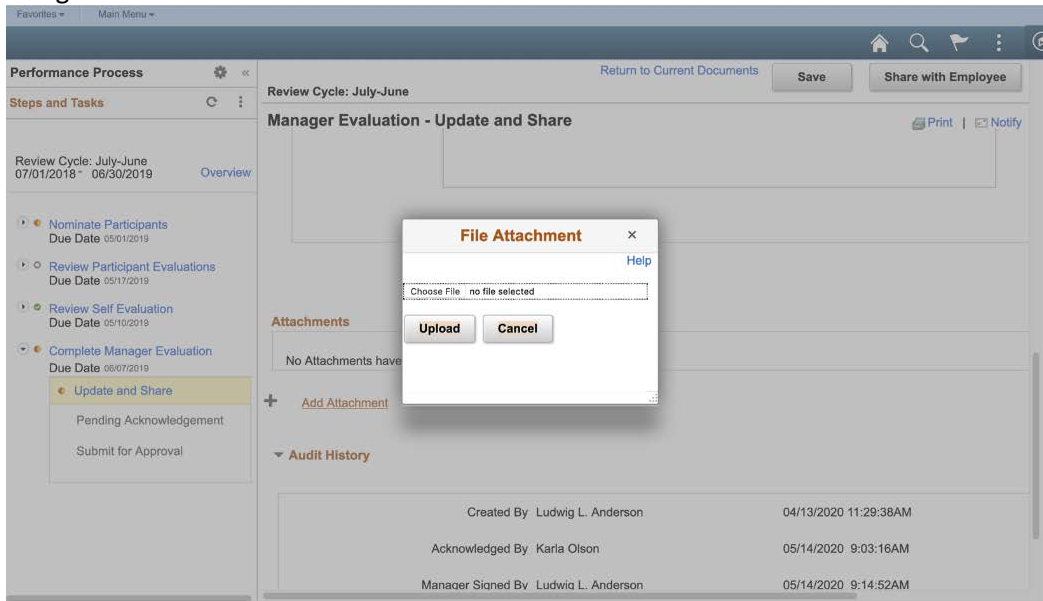 Favorites Main Menu
Performance Process «
Return to Current Documents Save Share with Employee
Steps and Tasks
Review Cycle: July-June
Manager Evaluation - Update and Share
Print | Notify
Review Cycle: July-June
07/01/2018 - 06/30/2019 Overview
Nominate Participants
Due Date 05/01/2019
Review Participant Evaluations
Due Date 05/17/2019
Review Self Evaluation
Due Date 05/10/2019
Complete Manager Evaluation
Due Date 06/07/2019
Update and Share
Pending Acknowledgement
Submit for Approval
File Attachment ×
Help
Choose File no file selected
Upload Cancel
Attachments
No Attachments have
+ Add Attachment
Audit History
Created By Ludwig L. Anderson 04/13/2020 11:29:38AM
Acknowledged By Karla Olson 05/14/2020 9:03:16AM
Manager Signed By Ludwig L. Anderson 05/14/2020 9:14:52AM